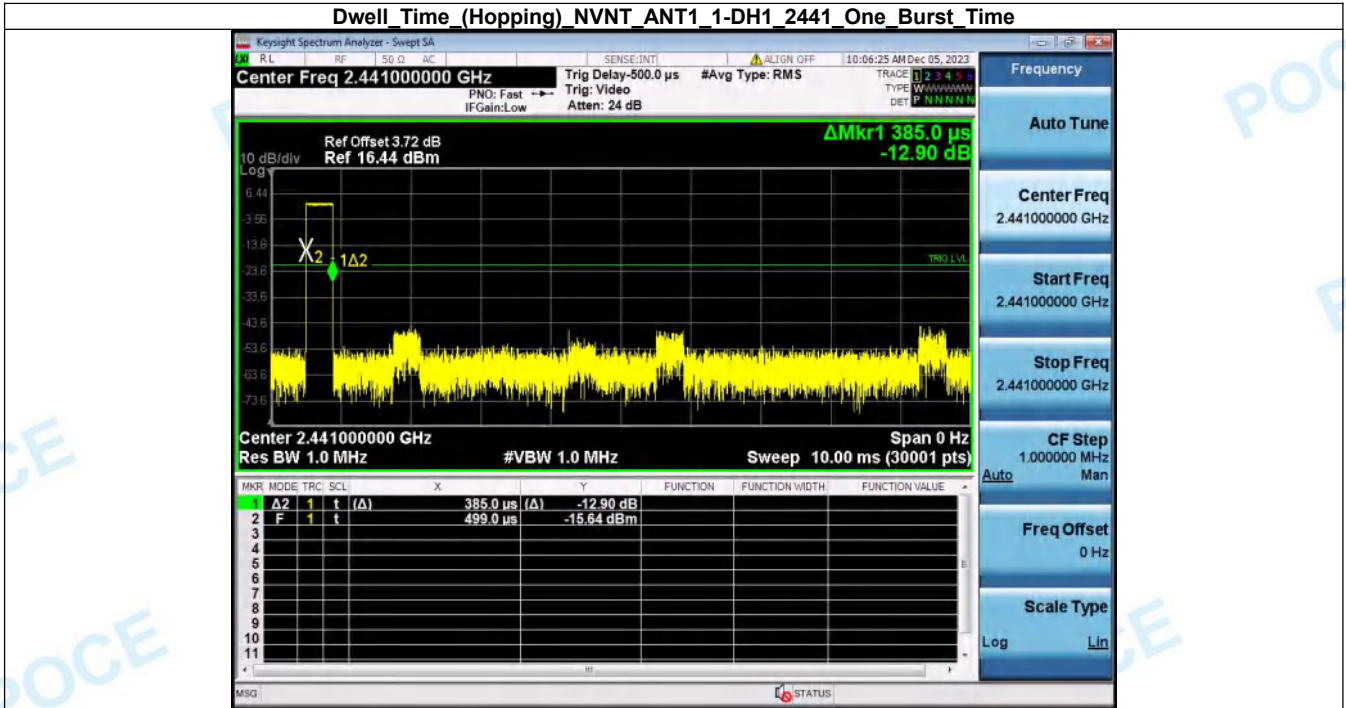 Dwell_Time_(Hopping)_NVNT_ANT1_1-DH1_2441_One_Burst_Time
Keysight Spectrum Analyzer - Swept SA
RL RF 50 Ω AC SENSE:INT ALIGN OFF 10:06:25 AM Dec 05, 2023
Center Freq 2.441000000 GHz
PNO: Fast
IFGain:Low
Trig Delay-500.0 µs
Trig: Video
Atten: 24 dB
#Avg Type: RMS
TRACE 1 2 3 4 5 6
TYPE WWWWWW
DET P N N N N N
Ref Offset 3.72 dB
10 dB/div Ref 16.44 dBm
Log
ΔMkr1 385.0 µs
-12.90 dB
6.44
-3.56
-13.6
-23.6
-33.6
-43.6
-53.6
-63.6
-73.6
X2
1Δ2
TRIG LVL
Center 2.441000000 GHz Span 0 Hz
Res BW 1.0 MHz #VBW 1.0 MHz Sweep 10.00 ms (30001 pts)
MKR MODE TRC SCL X Y FUNCTION FUNCTION WIDTH FUNCTION VALUE
1 Δ2 1 t (Δ) 385.0 µs (Δ) -12.90 dB
2 F 1 t 499.0 µs -15.64 dBm
3
4
5
6
7
8
9
10
11
MSG STATUS
Frequency
Auto Tune
Center Freq
2.441000000 GHz
Start Freq
2.441000000 GHz
Stop Freq
2.441000000 GHz
CF Step
1.000000 MHz
Auto Man
Freq Offset
0 Hz
Scale Type
Log Lin
POCE
POCE